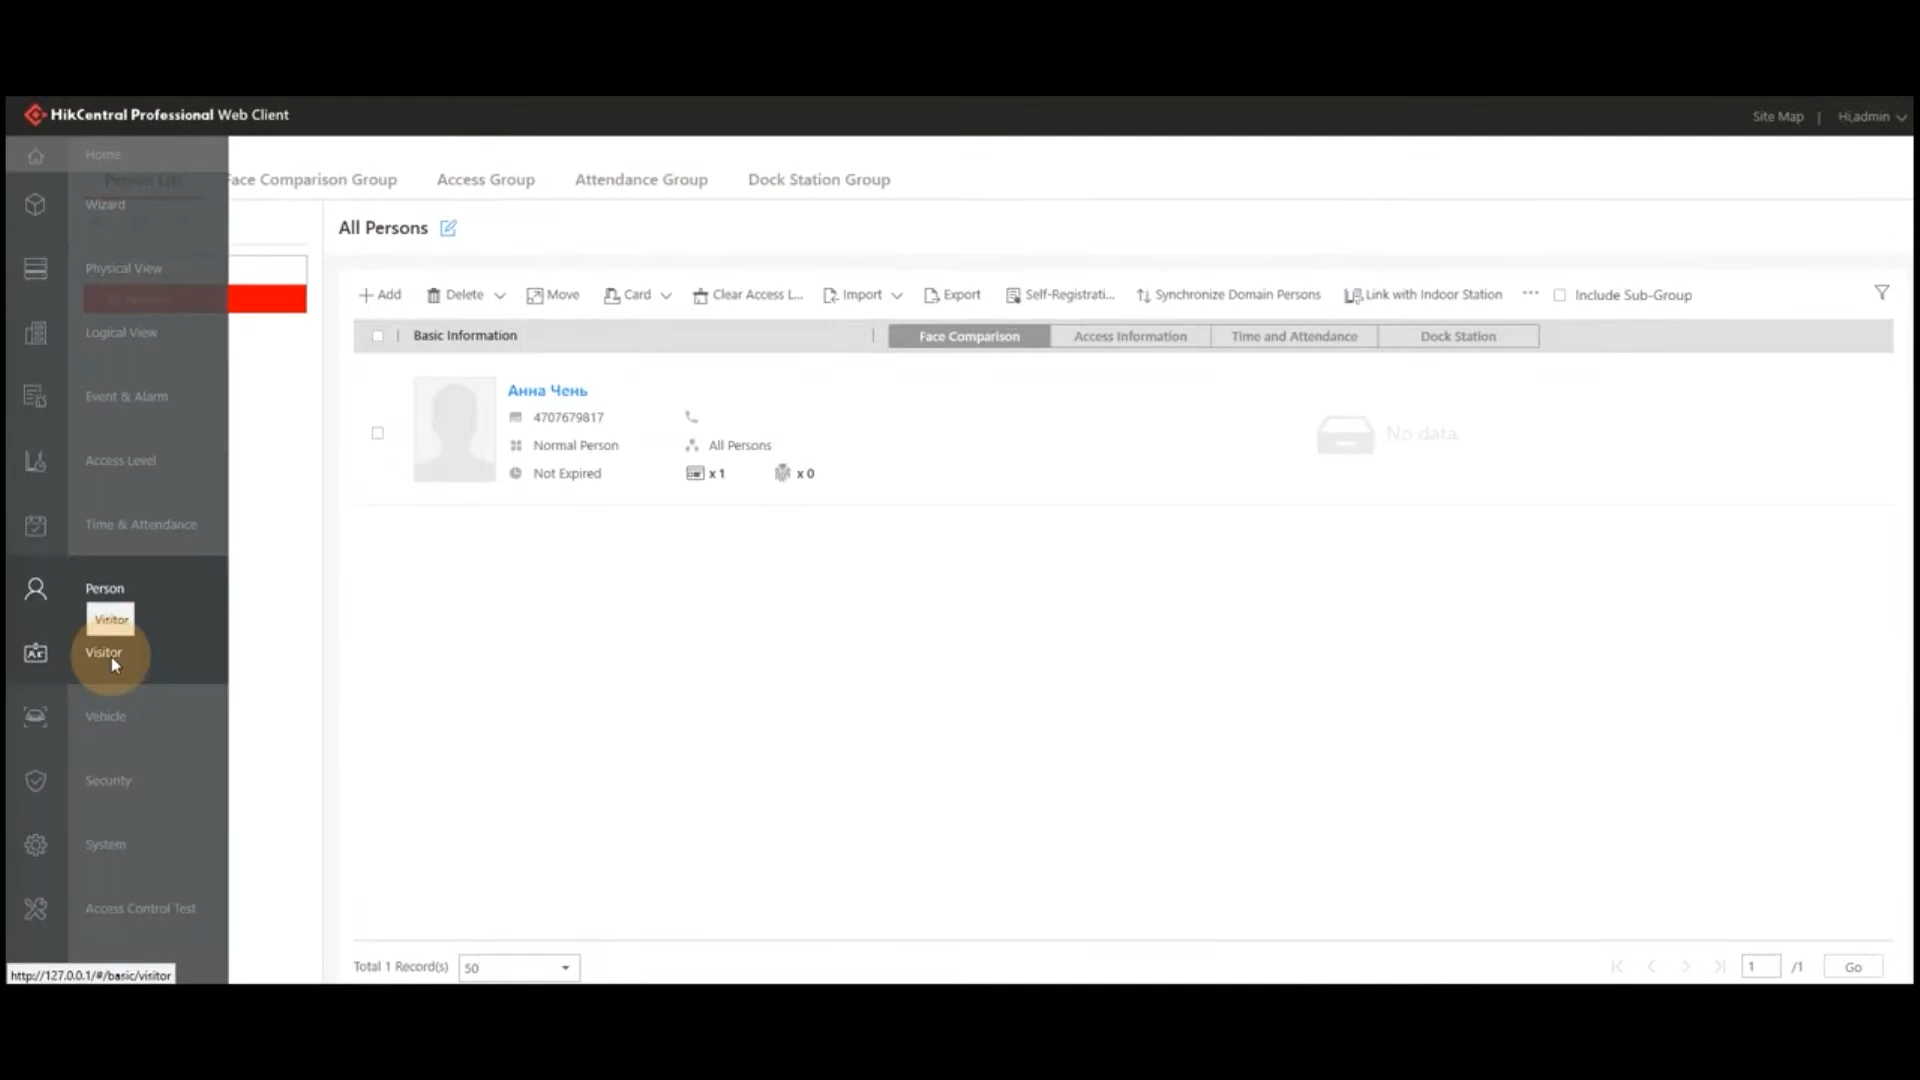 HikCentral Professional Web Client
Site Map | Hi,admin
Home
Person List
Face Comparison Group
Access Group
Attendance Group
Dock Station Group
Wizard
Physical View
Logical View
Event & Alarm
Access Level
Time & Attendance
Person
Visitor
Visitor
Vehicle
Security
System
Access Control Test
http://127.0.0.1/#/basic/visitor
All Persons
Add
Delete
Move
Card
Clear Access L...
Import
Export
Self-Registrati...
Synchronize Domain Persons
Link with Indoor Station
...
Include Sub-Group
Basic Information
Face Comparison
Access Information
Time and Attendance
Dock Station
Анна Чень
4707679817
Normal Person
All Persons
Not Expired
x 1
x 0
No data.
Total 1 Record(s)
50
1 /1
Go